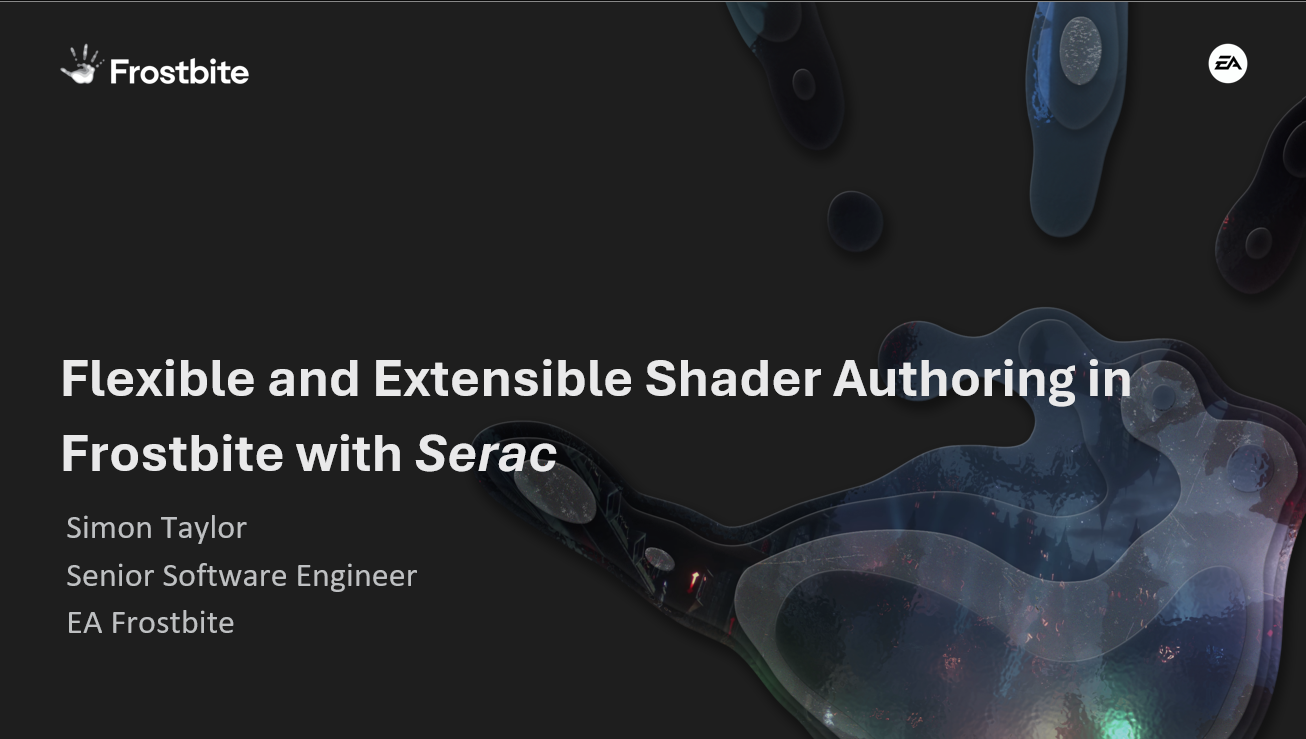 Frostbite
EA
Flexible and Extensible Shader Authoring in
Frostbite with Serac
Simon Taylor
Senior Software Engineer
EA Frostbite